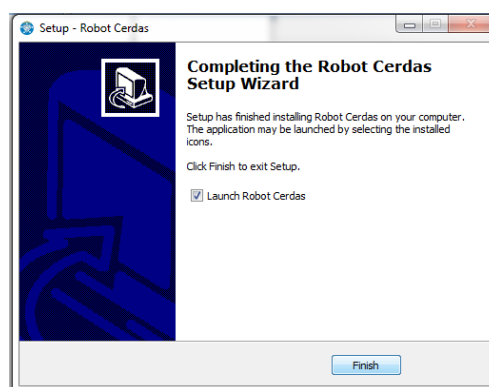 Setup - Robot Cerdas
Completing the Robot Cerdas
Setup Wizard
Setup has finished installing Robot Cerdas on your computer.
The application may be launched by selecting the installed
icons.
Click Finish to exit Setup.
Launch Robot Cerdas
Finish